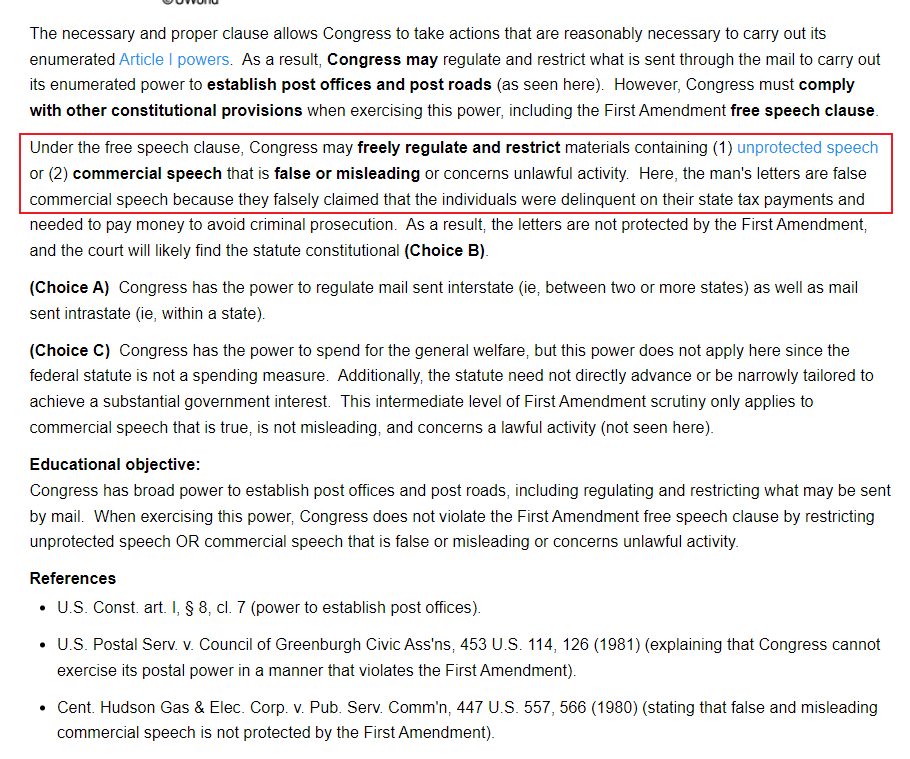 The necessary and proper clause allows Congress to take actions that are reasonably necessary to carry out its
enumerated Article I powers. As a result, Congress may regulate and restrict what is sent through the mail to carry out
its enumerated power to establish post offices and post roads (as seen here). However, Congress must comply
with other constitutional provisions when exercising this power, including the First Amendment free speech clause.
Under the free speech clause, Congress may freely regulate and restrict materials containing (1) unprotected speech
or (2) commercial speech that is false or misleading or concerns unlawful activity. Here, the man's letters are false
commercial speech because they falsely claimed that the individuals were delinquent on their state tax payments and
needed to pay money to avoid criminal prosecution. As a result, the letters are not protected by the First Amendment,
and the court will likely find the statute constitutional (Choice B).
(Choice A) Congress has the power to regulate mail sent interstate (ie, between two or more states) as well as mail
sent intrastate (ie, within a state).
(Choice C) Congress has the power to spend for the general welfare, but this power does not apply here since the
federal statute is not a spending measure. Additionally, the statute need not directly advance or be narrowly tailored to
achieve a substantial government interest. This intermediate level of First Amendment scrutiny only applies to
commercial speech that is true, is not misleading, and concerns a lawful activity (not seen here).
Educational objective:
Congress has broad power to establish post offices and post roads, including regulating and restricting what may be sent
by mail. When exercising this power, Congress does not violate the First Amendment free speech clause by restricting
unprotected speech OR commercial speech that is false or misleading or concerns unlawful activity.
References
• U.S. Const. art. I, § 8, cl. 7 (power to establish post offices).
• U.S. Postal Serv. v. Council of Greenburgh Civic Ass'ns, 453 U.S. 114, 126 (1981) (explaining that Congress cannot
exercise its postal power in a manner that violates the First Amendment).
• Cent. Hudson Gas & Elec. Corp. v. Pub. Serv. Comm'n, 447 U.S. 557, 566 (1980) (stating that false and misleading
commercial speech is not protected by the First Amendment).